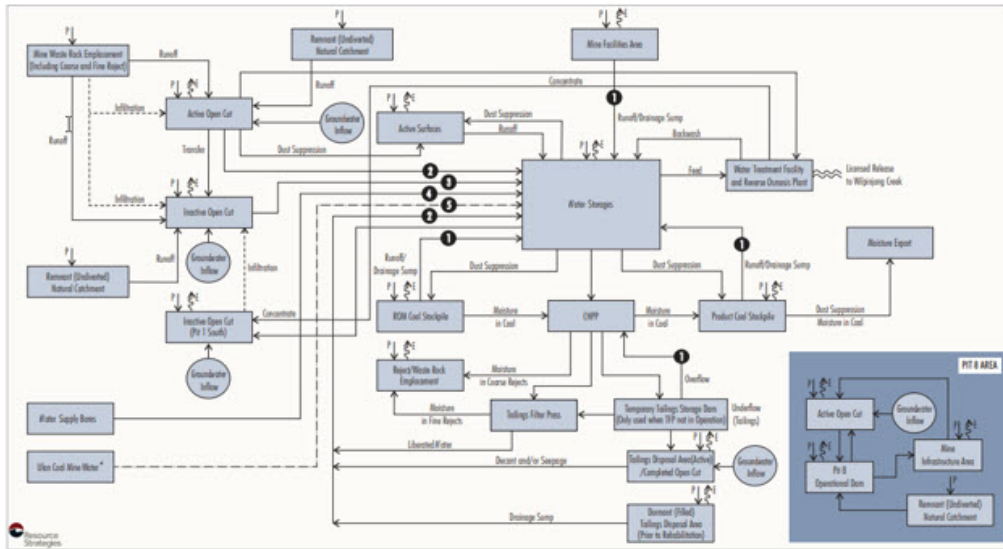 P
Mine Waste Rock Emplacement
(Including Coarse and Fine Reject)
Runoff
P
Remnant (Undiverted)
Natural Catchment
Runoff
P
E
Mine Facilities Area
1
Runoff/Drainage Sump
Concentrate
Infiltration
Runoff
P
E
Active Open Cut
Groundwater
Inflow
Transfer
Dust Suppression
P
E
Active Surfaces
Dust Suppression
Runoff
P
E
Water Storages
Backwash
Feed
Water Treatment Facility
and Reverse Osmosis Plant
Licensed Release
to Wilpinjong Creek
2
3
4
5
2
1
Infiltration
P
E
Inactive Open Cut
Groundwater
Inflow
Runoff
P
Remnant (Undiverted)
Natural Catchment
Infiltration
P
E
Inactive Open Cut
(Pit 1 South)
Concentrate
Groundwater
Inflow
Runoff/
Drainage Sump
P
E
ROM Coal Stockpile
Dust Suppression
Moisture
in Coal
CHPP
Moisture
in Coal
Dust Suppression
1
Runoff/Drainage Sump
P
E
Product Coal Stockpile
Dust Suppression
Moisture in Coal
Moisture Export
P
E
Reject/Waste Rock
Emplacement
Moisture
in Coarse Rejects
1
Overflow
Moisture
in Fine Rejects
Tailings Filter Press
Temporary Tailings Storage Dam
(Only used when TFP not in Operation)
Underflow
(Tailings)
Water Supply Bores
Ulan Coal Mine Water *
Liberated Water
Decant and/or Seepage
P
E
Tailings Disposal Area(Active)
/Completed Open Cut
Groundwater
Inflow
Drainage Sump
P
E
Dormant (Filled)
Tailings Disposal Area
(Prior to Rehabilitation)
PIT 8 AREA
P
E
Active Open Cut
Groundwater
Inflow
P
E
Mine
Infrastructure Area
P
E
Pit 8
Operational Dam
P
Remnant (Undiverted)
Natural Catchment
Resource
Strategies